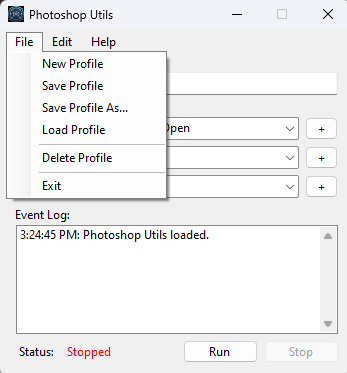 Photoshop Utils
File Edit Help
New Profile
Save Profile
Save Profile As...
Load Profile
Open
+
Delete Profile
+
Exit
+
Event Log:
3:24:45 PM: Photoshop Utils loaded.
Status: Stopped Run Stop